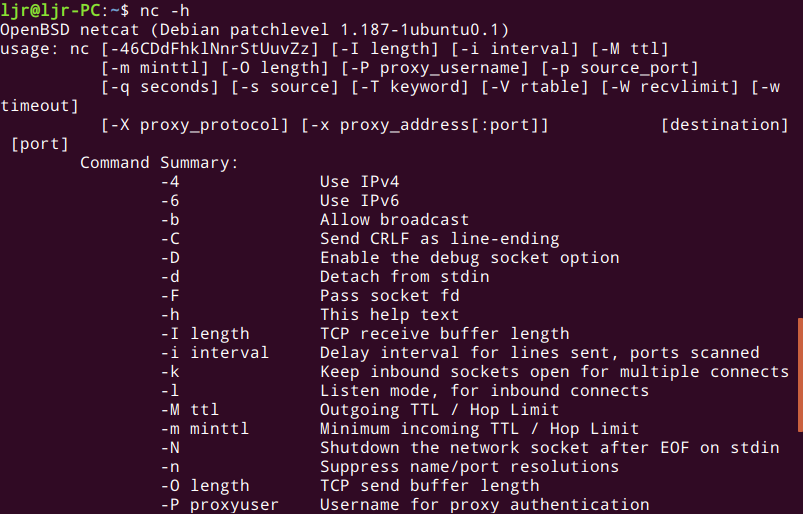 ljr@ljr-PC:~$ nc -h
OpenBSD netcat (Debian patchlevel 1.187-1ubuntu0.1)
usage: nc [-46CDdFhklNnrStUuvZz] [-I length] [-i interval] [-M ttl]
          [-m minttl] [-O length] [-P proxy_username] [-p source_port]
          [-q seconds] [-s source] [-T keyword] [-V rtable] [-W recvlimit] [-w
timeout]
          [-X proxy_protocol] [-x proxy_address[:port]]           [destination]
 [port]
        Command Summary:
                -4              Use IPv4
                -6              Use IPv6
                -b              Allow broadcast
                -C              Send CRLF as line-ending
                -D              Enable the debug socket option
                -d              Detach from stdin
                -F              Pass socket fd
                -h              This help text
                -I length       TCP receive buffer length
                -i interval     Delay interval for lines sent, ports scanned
                -k              Keep inbound sockets open for multiple connects
                -l              Listen mode, for inbound connects
                -M ttl          Outgoing TTL / Hop Limit
                -m minttl       Minimum incoming TTL / Hop Limit
                -N              Shutdown the network socket after EOF on stdin
                -n              Suppress name/port resolutions
                -O length       TCP send buffer length
                -P proxyuser    Username for proxy authentication